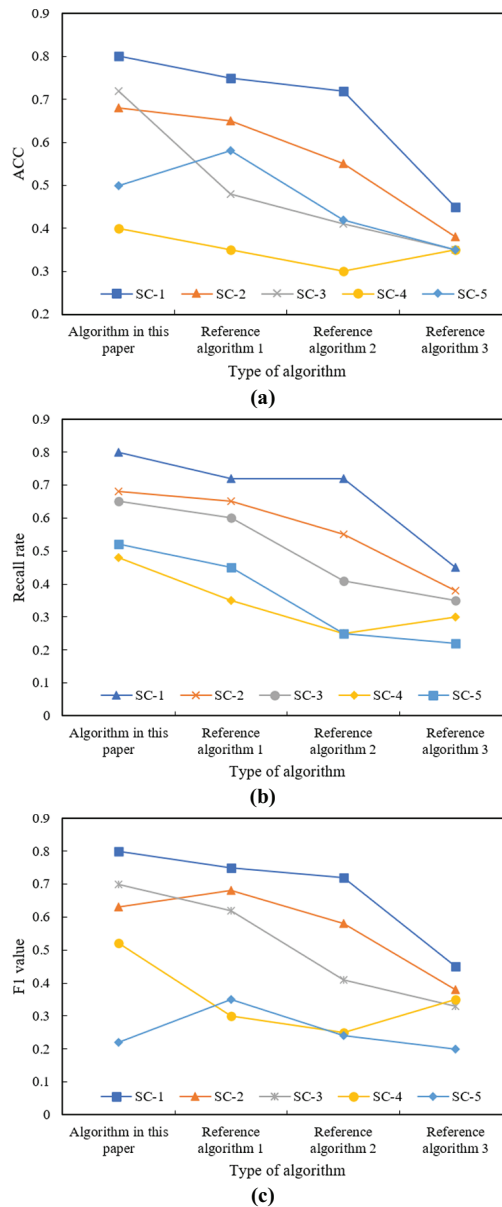 0.9
0.8
0.7
0.6
0.5
0.4
0.3
0.2
ACC
SC-1 SC-2 SC-3 SC-4 SC-5
Algorithm in this paper
Reference algorithm 1
Reference algorithm 2
Reference algorithm 3
Type of algorithm
(a)
0.9
0.8
0.7
0.6
0.5
0.4
0.3
0.2
0.1
0
Recall rate
SC-1 SC-2 SC-3 SC-4 SC-5
Algorithm in this paper
Reference algorithm 1
Reference algorithm 2
Reference algorithm 3
Type of algorithm
(b)
0.9
0.8
0.7
0.6
0.5
0.4
0.3
0.2
0.1
0
F1 value
SC-1 SC-2 SC-3 SC-4 SC-5
Algorithm in this paper
Reference algorithm 1
Reference algorithm 2
Reference algorithm 3
Type of algorithm
(c)